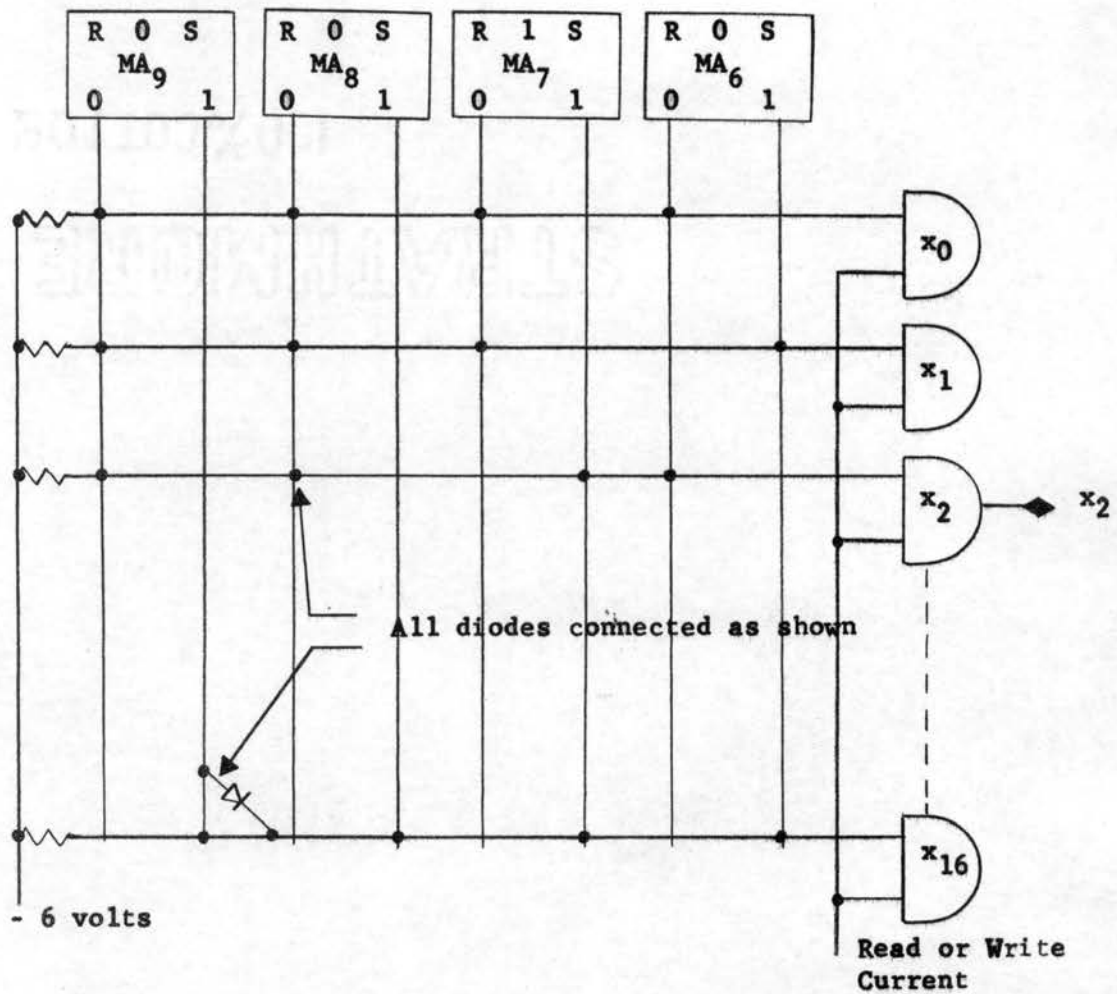 R 0 S R 0 S R 1 S R 0 S
MA9 MA8 MA7 MA6
0 1 0 1 0 1 0 1
x0
x1
x2 x2
All diodes connected as shown
x16
- 6 volts
Read or Write
Current